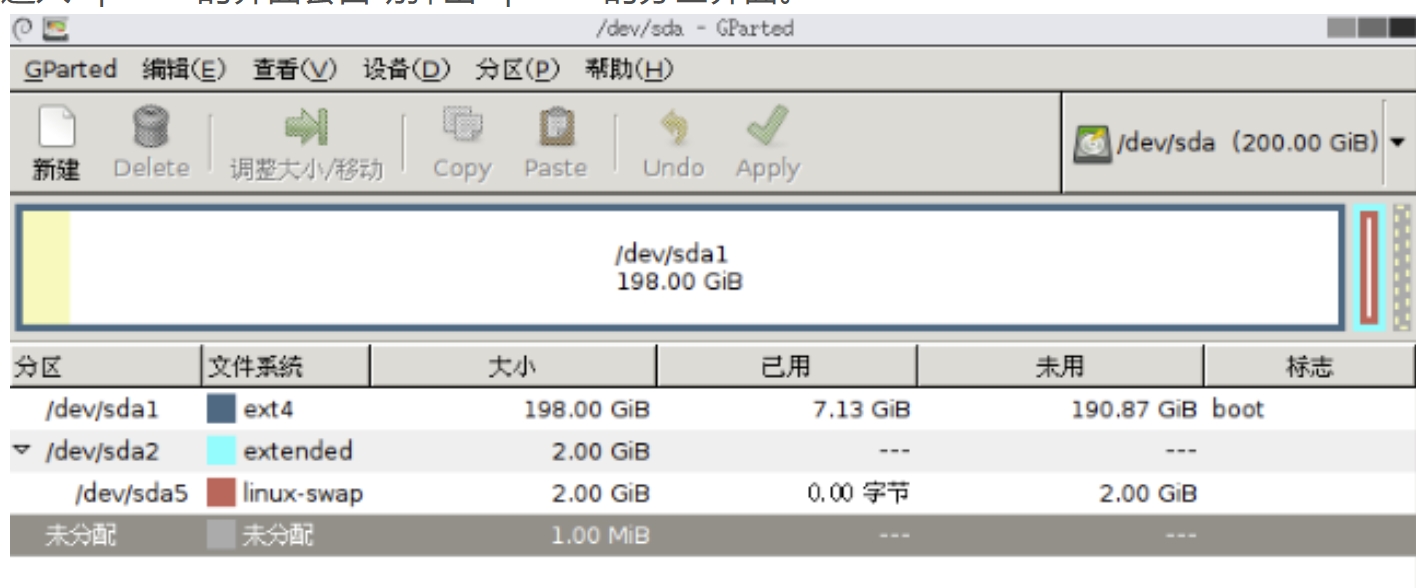 /dev/sda - GParted
GParted 编辑(E) 查看(V) 设备(D) 分区(P) 帮助(H)
新建 Delete 调整大小/移动 Copy Paste Undo Apply /dev/sda (200.00 GiB)
/dev/sda1
198.00 GiB
分区 文件系统 大小 已用 未用 标志
/dev/sda1 ext4 198.00 GiB 7.13 GiB 190.87 GiB boot
/dev/sda2 extended 2.00 GiB --- ---
/dev/sda5 linux-swap 2.00 GiB 0.00 字节 2.00 GiB
未分配 未分配 1.00 MiB --- ---